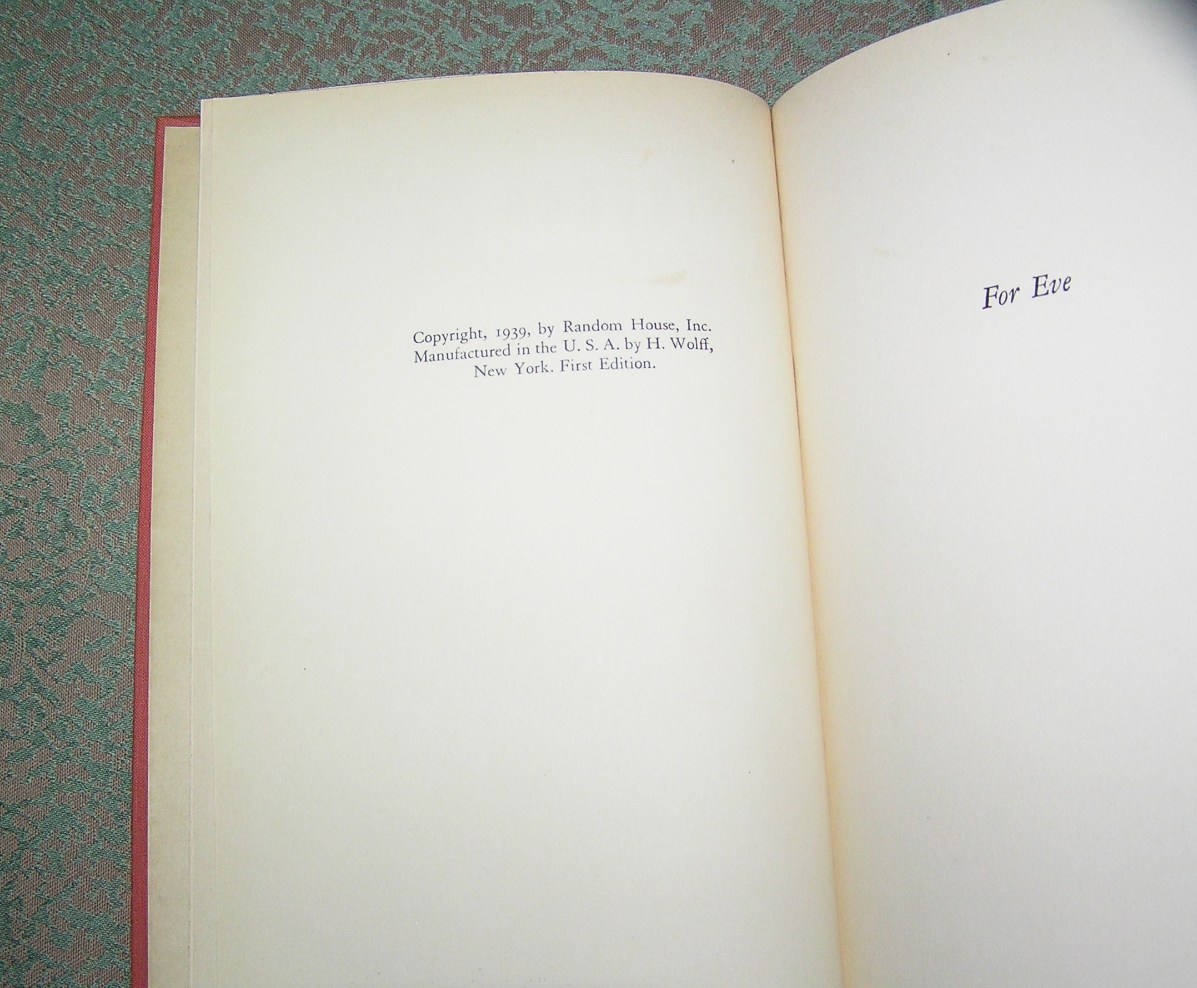 Copyright, 1939, by Random House, Inc.
Manufactured in the U. S. A. by H. Wolff,
New York. First Edition.
For Eve